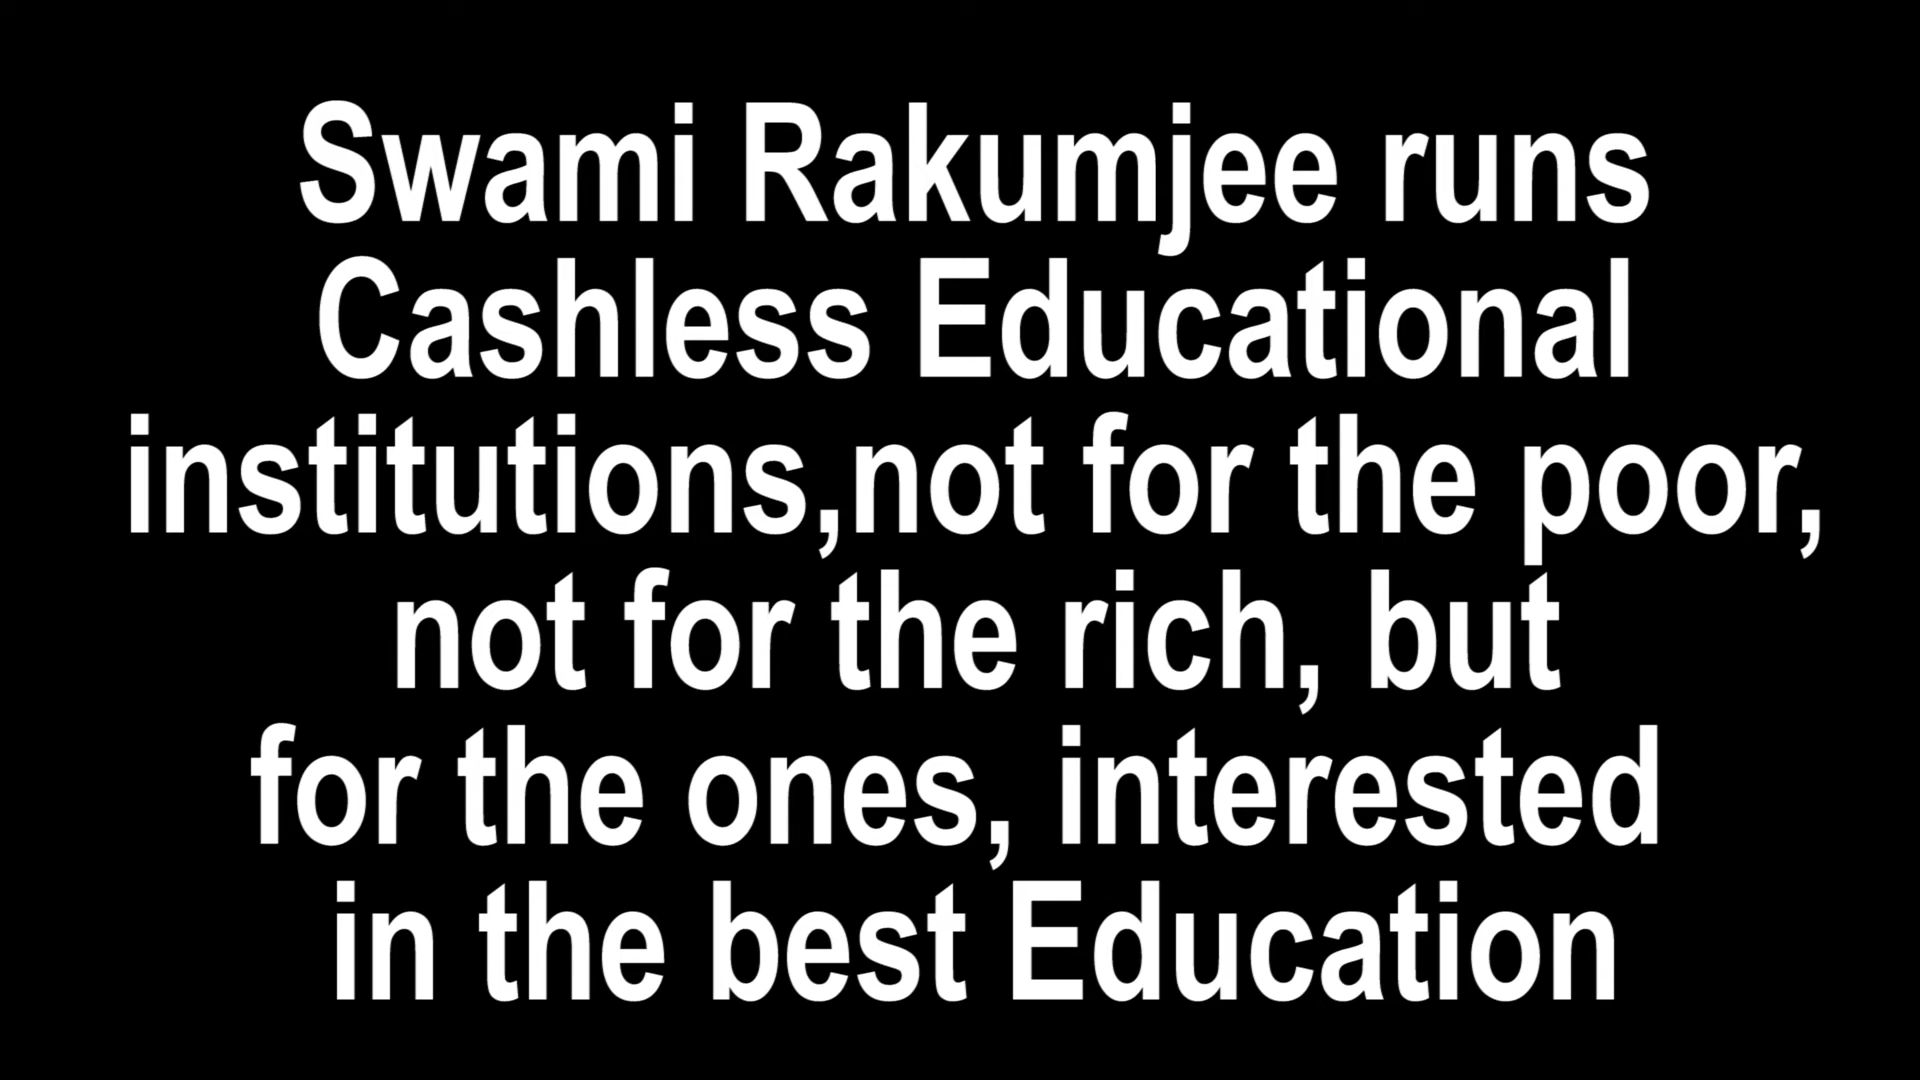 Swami Rakumjee runs
Cashless Educational
institutions,not for the poor,
not for the rich, but
for the ones, interested
in the best Education